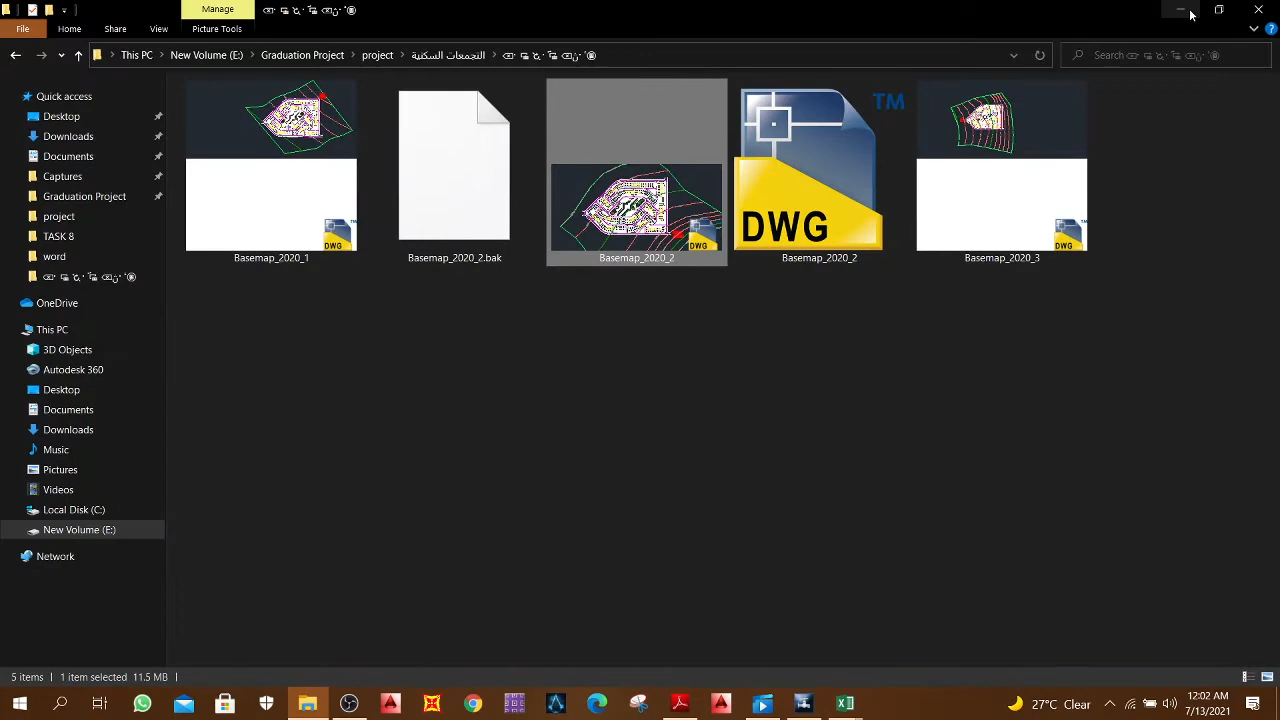 Manage
File Home Share View Picture Tools
This PC New Volume (E:) Graduation Project project التجمعات السكنية
Search
Quick access
Desktop
Downloads
Documents
Captures
Graduation Project
project
TASK 8
word
OneDrive
This PC
3D Objects
Autodesk 360
Desktop
Documents
Downloads
Music
Pictures
Videos
Local Disk (C:)
New Volume (E:)
Network
DWG
Basemap_2020_1
Basemap_2020_2.bak
DWG
Basemap_2020_2
TM
DWG
Basemap_2020_2
DWG
Basemap_2020_3
5 items 1 item selected 11.5 MB
27°C Clear
12:02 AM
7/13/2021